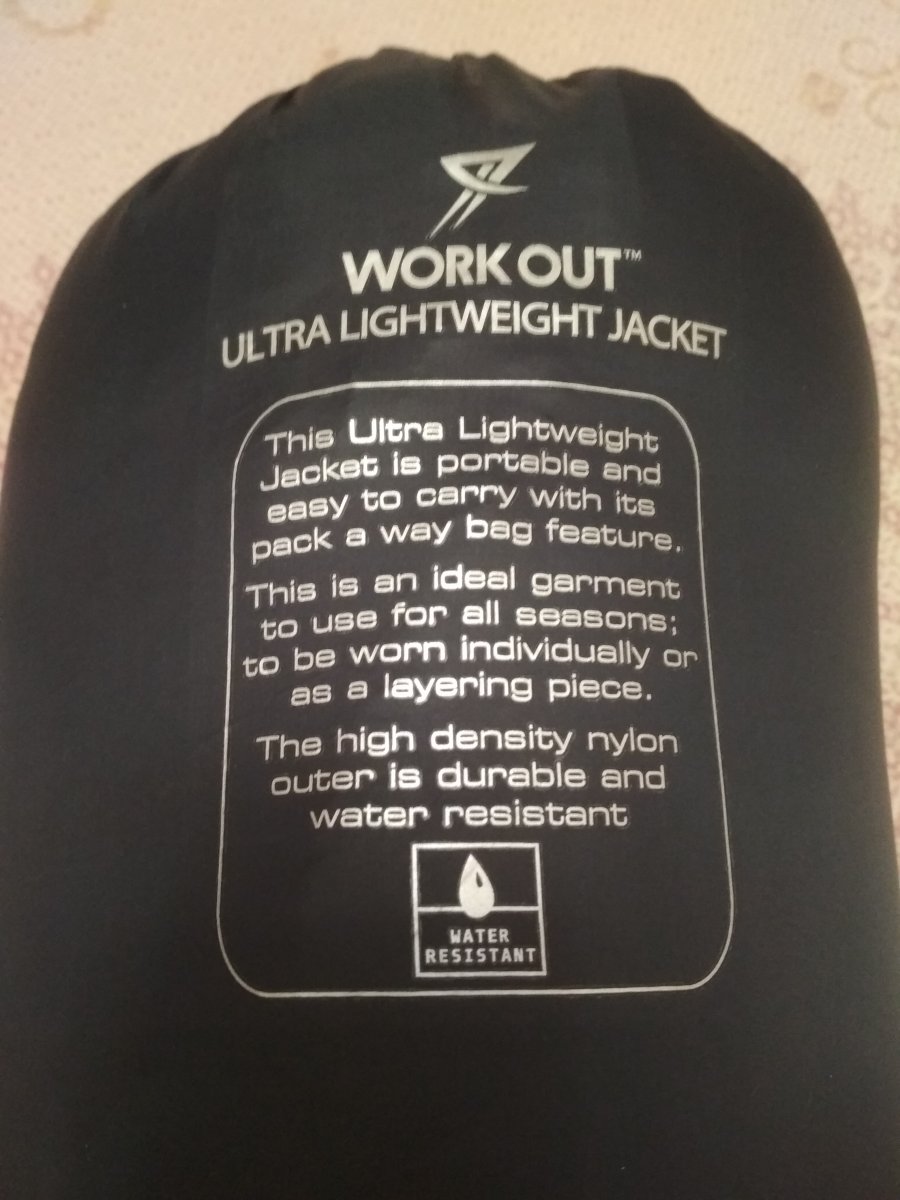 WORK OUT™
ULTRA LIGHTWEIGHT JACKET
This Ultra Lightweight
Jacket is portable and
easy to carry with its
pack a way bag feature.
This is an ideal garment
to use for all seasons;
to be worn individually or
as a layering piece.
The high density nylon
outer is durable and
water resistant
WATER
RESISTANT